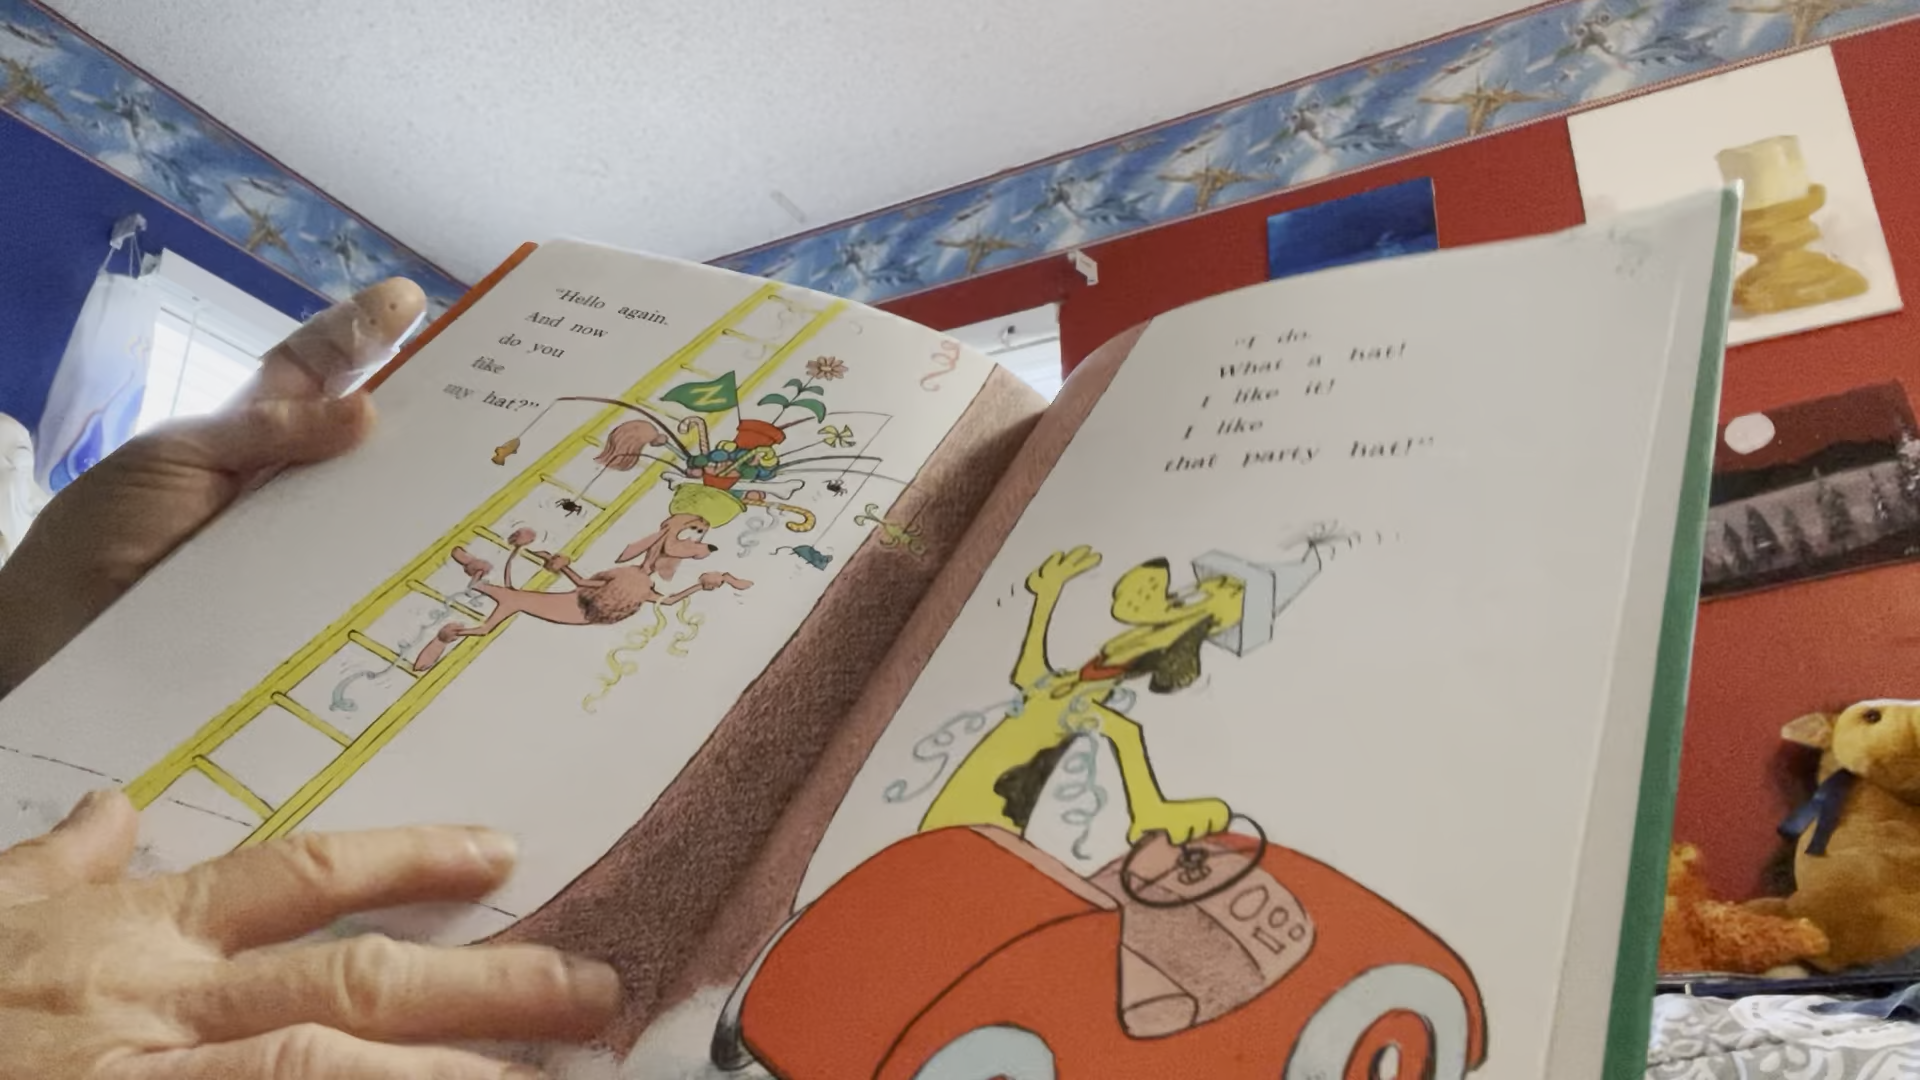 "Hello again.
And now
do you
like
my hat?"
Z
"I do.
What a hat!
I like it!
I like
that party hat!"